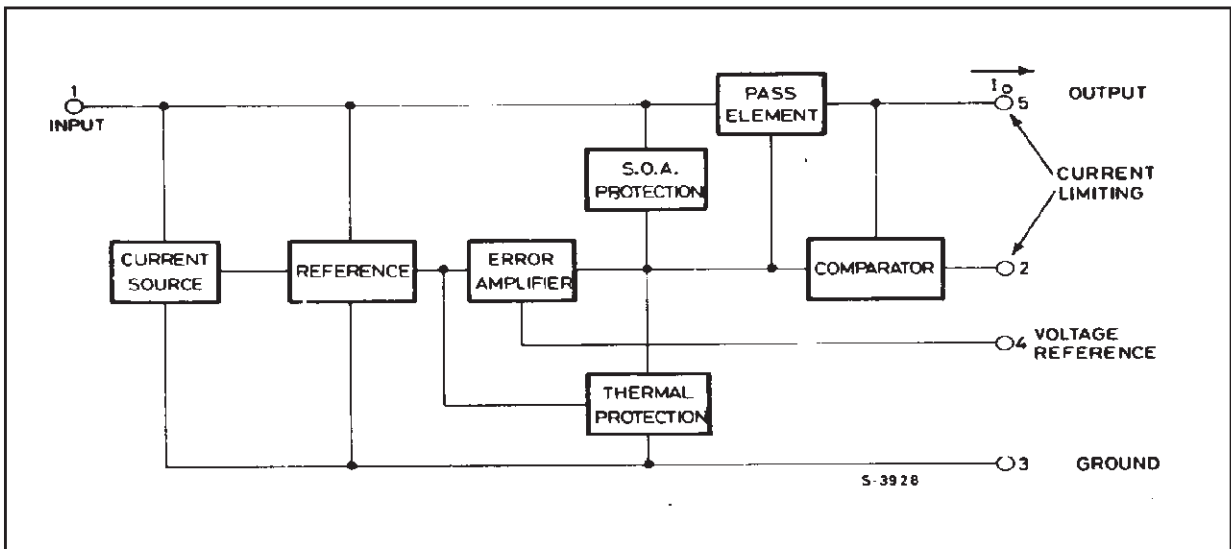 1
INPUT
PASS
ELEMENT
Io
5
OUTPUT
S.O.A.
PROTECTION
CURRENT
LIMITING
CURRENT
SOURCE
REFERENCE
ERROR
AMPLIFIER
COMPARATOR
2
4
VOLTAGE
REFERENCE
THERMAL
PROTECTION
3
GROUND
S-3928